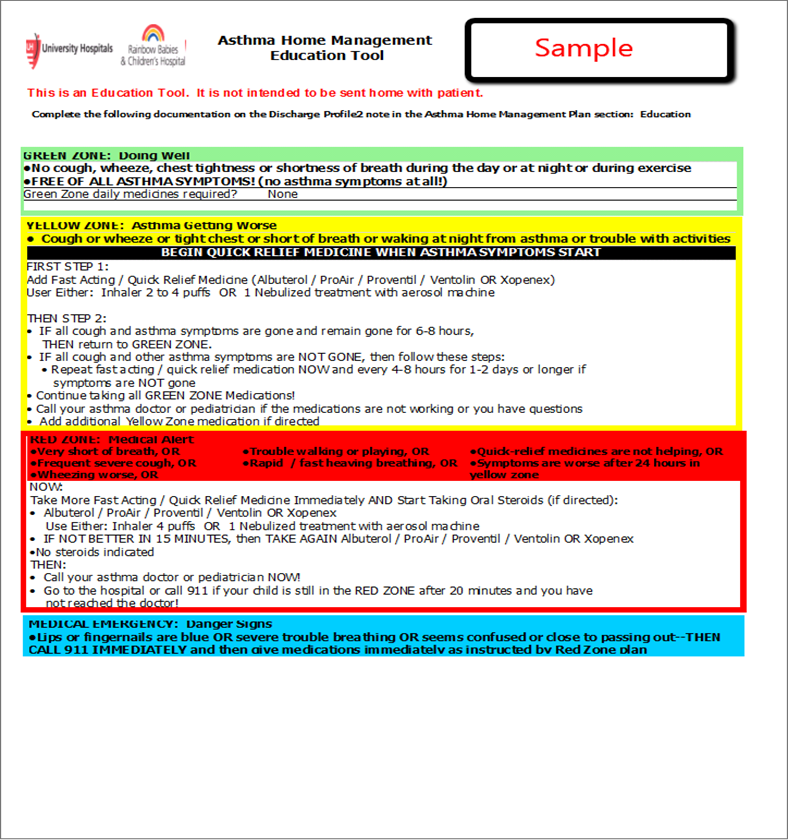 University Hospitals
Rainbow Babies
& Children's Hospital
Asthma Home Management
Education Tool
Sample
This is an Education Tool. It is not intended to be sent home with patient.
Complete the following documentation on the Discharge Profile2 note in the Asthma Home Management Plan section: Education
GREEN ZONE: Doing Well
●No cough, wheeze, chest tightness or shortness of breath during the day or at night or during exercise
●FREE OF ALL ASTHMA SYMPTOMS! (no asthma symptoms at all!)
Green Zone daily medicines required? None
YELLOW ZONE: Asthma Getting Worse
● Cough or wheeze or tight chest or short of breath or waking at night from asthma or trouble with activities
BEGIN QUICK RELIEF MEDICINE WHEN ASTHMA SYMPTOMS START
FIRST STEP 1:
Add Fast Acting / Quick Relief Medicine (Albuterol / ProAir / Proventil / Ventolin OR Xopenex)
User Either: Inhaler 2 to 4 puffs OR 1 Nebulized treatment with aerosol machine
THEN STEP 2:
• IF all cough and asthma symptoms are gone and remain gone for 6-8 hours,
THEN return to GREEN ZONE.
• IF all cough and other asthma symptoms are NOT GONE, then follow these steps:
• Repeat fast acting / quick relief medication NOW and every 4-8 hours for 1-2 days or longer if
symptoms are NOT gone
• Continue taking all GREEN ZONE Medications!
• Call your asthma doctor or pediatrician if the medications are not working or you have questions
• Add additional Yellow Zone medication if directed
RED ZONE: Medical Alert
●Very short of breath, OR ●Trouble walking or playing, OR ●Quick-relief medicines are not helping, OR
●Frequent severe cough, OR ●Rapid / fast heaving breathing, OR ●Symptoms are worse after 24 hours in
●Wheezing worse, OR yellow zone
NOW:
Take More Fast Acting / Quick Relief Medicine Immediately AND Start Taking Oral Steroids (if directed):
• Albuterol / ProAir / Proventil / Ventolin OR Xopenex
Use Either: Inhaler 4 puffs OR 1 Nebulized treatment with aerosol machine
• IF NOT BETTER IN 15 MINUTES, then TAKE AGAIN Albuterol / ProAir / Proventil / Ventolin OR Xopenex
●No steroids indicated
THEN:
• Call your asthma doctor or pediatrician NOW!
• Go to the hospital or call 911 if your child is still in the RED ZONE after 20 minutes and you have
not reached the doctor!
MEDICAL EMERGENCY: Danger Signs
●Lips or fingernails are blue OR severe trouble breathing OR seems confused or close to passing out--THEN
CALL 911 IMMEDIATELY and then give medications immediately as instructed by Red Zone plan